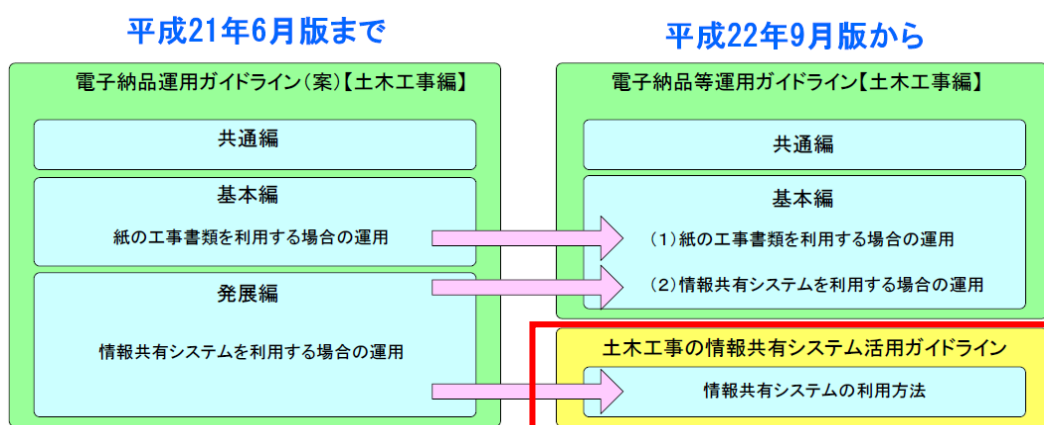 平成21年6月版まで
電子納品運用ガイドライン(案)【土木工事編】
共通編
基本編
紙の工事書類を利用する場合の運用
発展編
情報共有システムを利用する場合の運用
平成22年9月版から
電子納品等運用ガイドライン【土木工事編】
共通編
基本編
(1)紙の工事書類を利用する場合の運用
(2)情報共有システムを利用する場合の運用
土木工事の情報共有システム活用ガイドライン
情報共有システムの利用方法